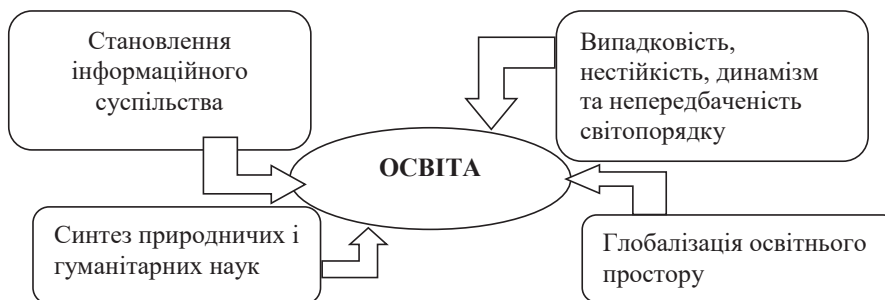 Становлення
інформаційного
суспільства
Випадковість,
нестійкість, динамізм
та непередбаченість
світопорядку
ОСВІТА
Синтез природничих і
гуманітарних наук
Глобалізація освітнього
простору